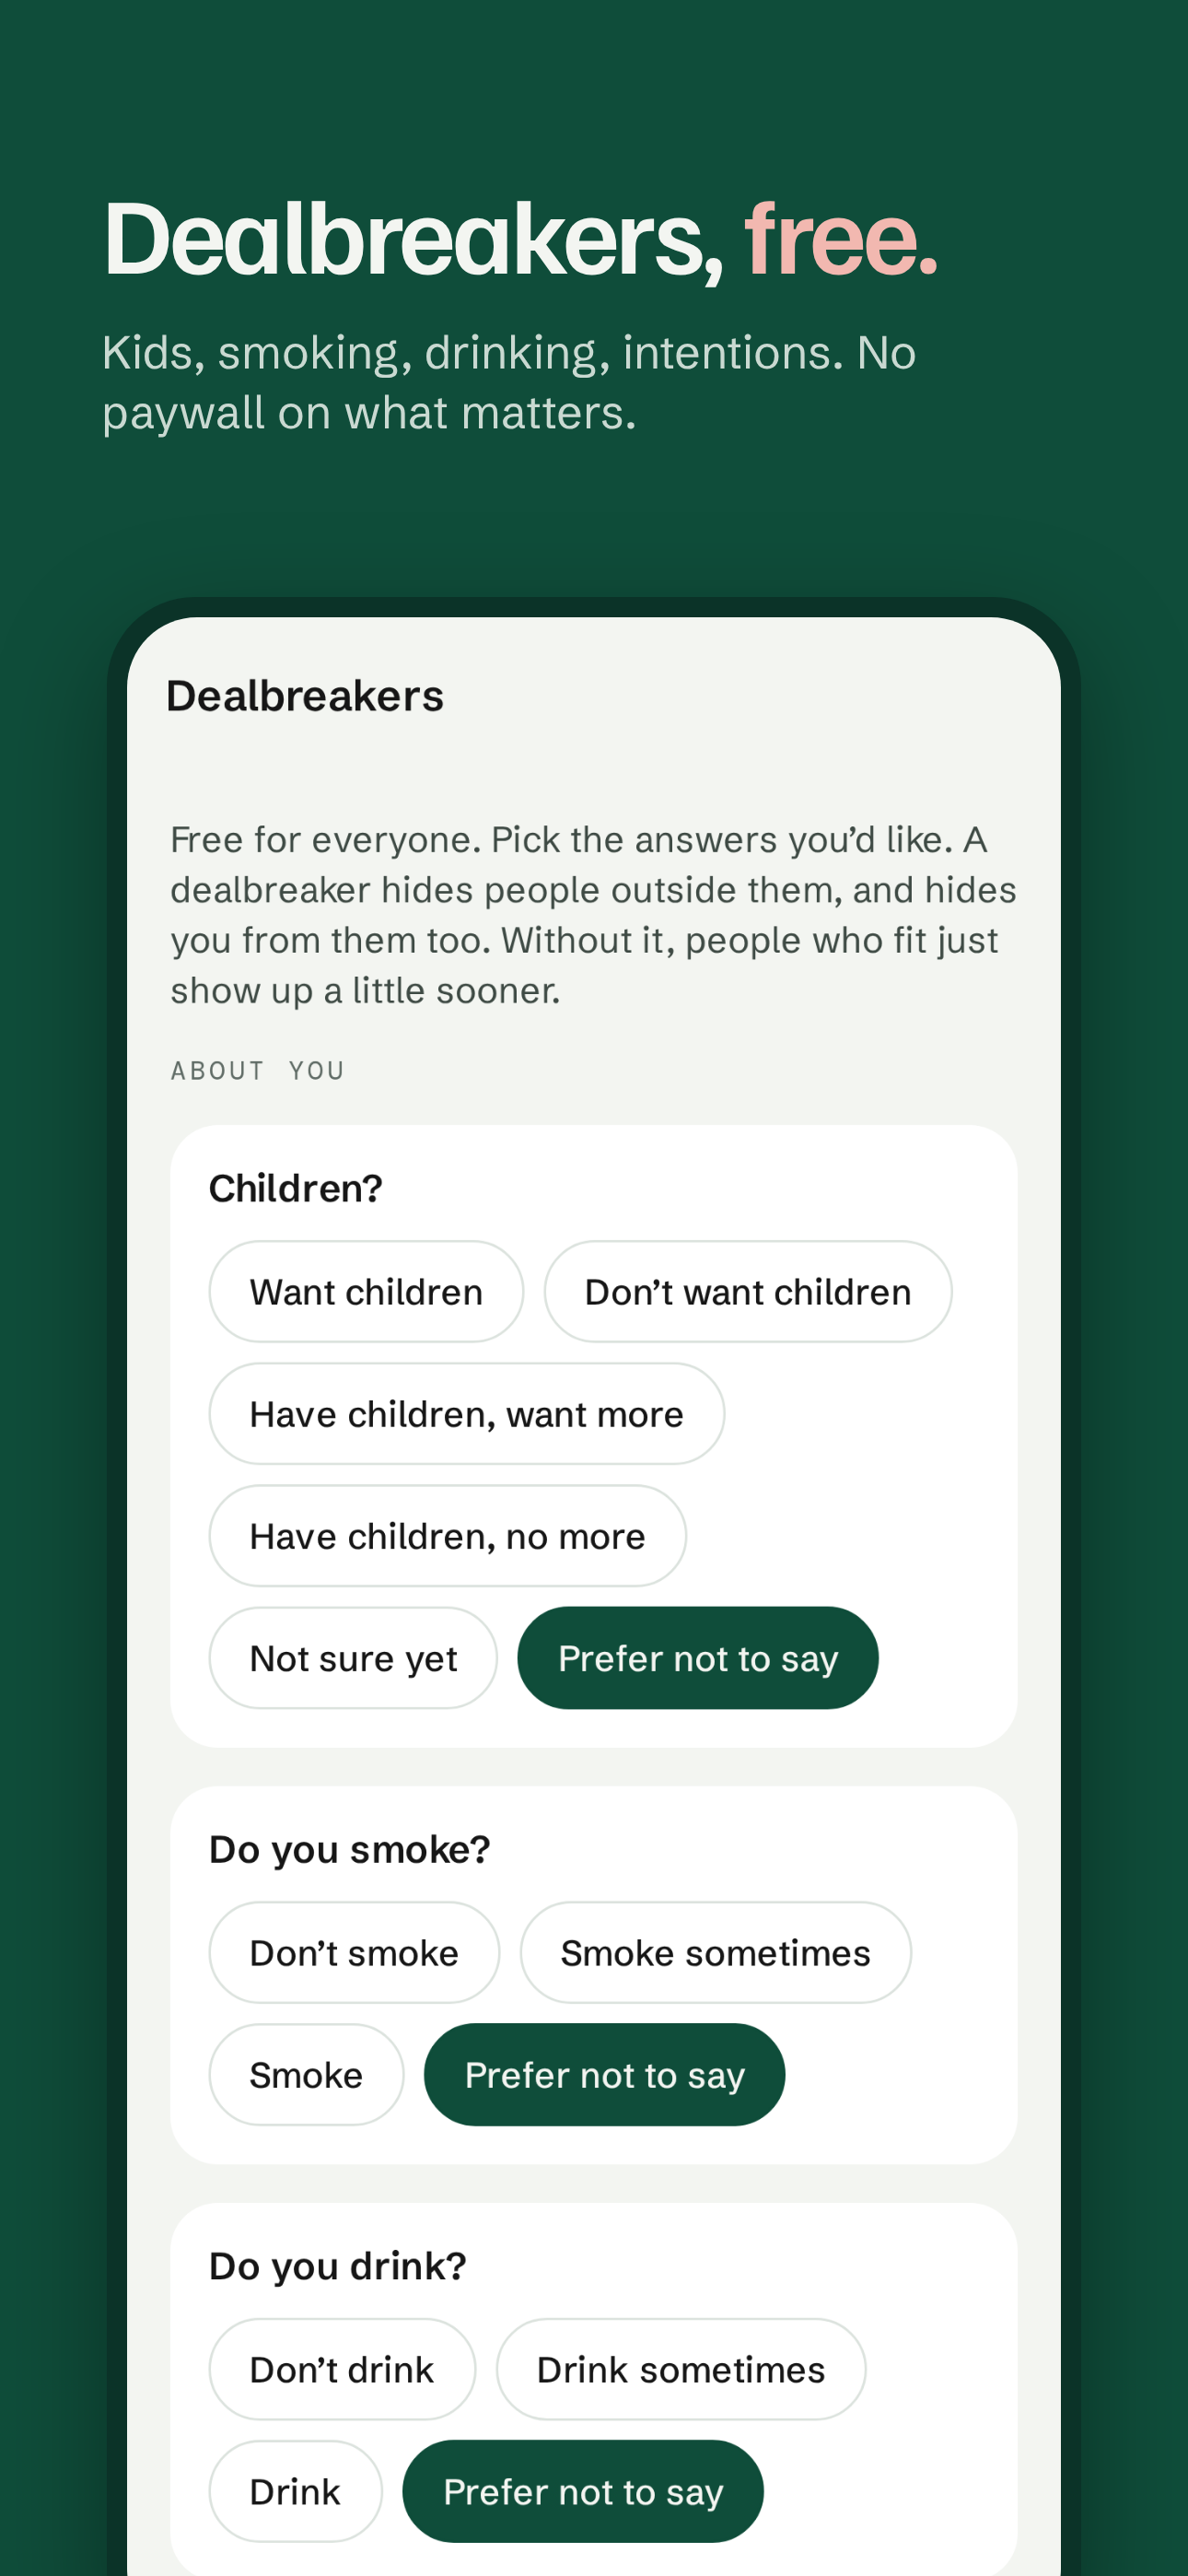 Dealbreakers, free.
Kids, smoking, drinking, intentions. No
paywall on what matters.
Dealbreakers
Free for everyone. Pick the answers you’d like. A
dealbreaker hides people outside them, and hides
you from them too. Without it, people who fit just
show up a little sooner.
ABOUT YOU
Children?
Want children
Don’t want children
Have children, want more
Have children, no more
Not sure yet
Prefer not to say
Do you smoke?
Don’t smoke
Smoke sometimes
Smoke
Prefer not to say
Do you drink?
Don’t drink
Drink sometimes
Drink
Prefer not to say